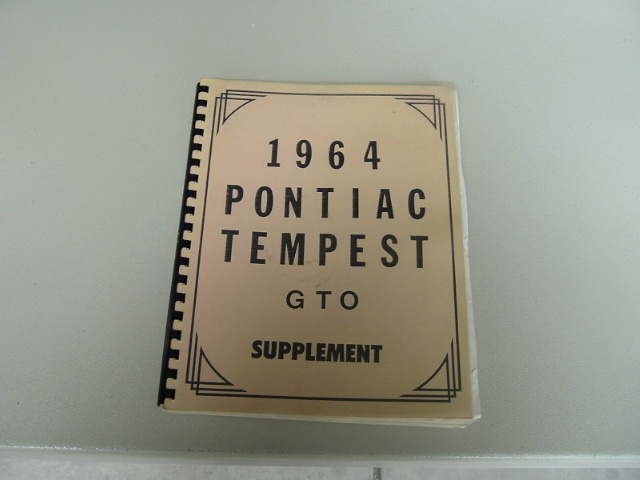 1964
PONTIAC
TEMPEST
GTO
SUPPLEMENT